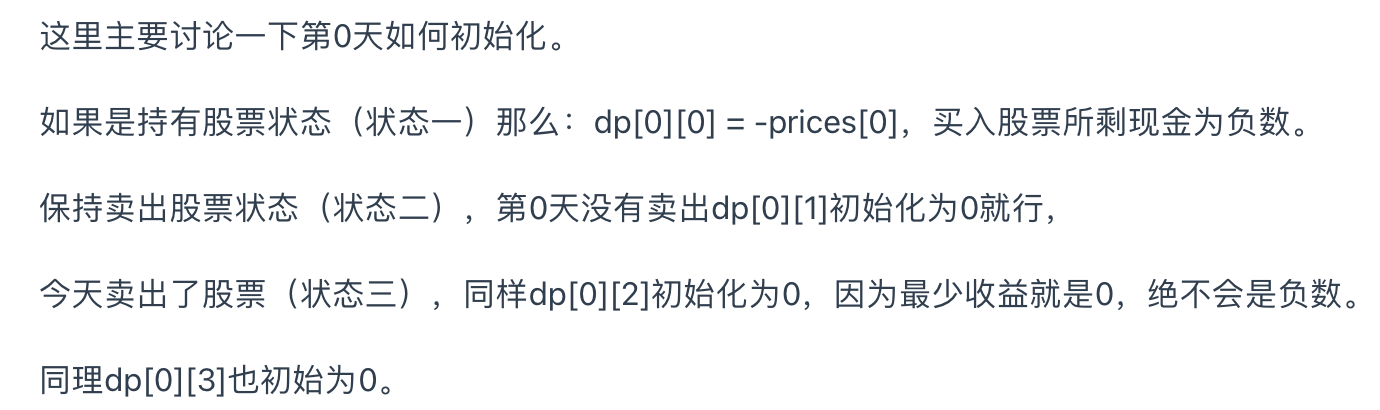 这里主要讨论一下第0天如何初始化。
如果是持有股票状态（状态一）那么：dp[0][0] = -prices[0]，买入股票所剩现金为负数。
保持卖出股票状态（状态二），第0天没有卖出dp[0][1]初始化为0就行，
今天卖出了股票（状态三），同样dp[0][2]初始化为0，因为最少收益就是0，绝不会是负数。
同理dp[0][3]也初始为0。